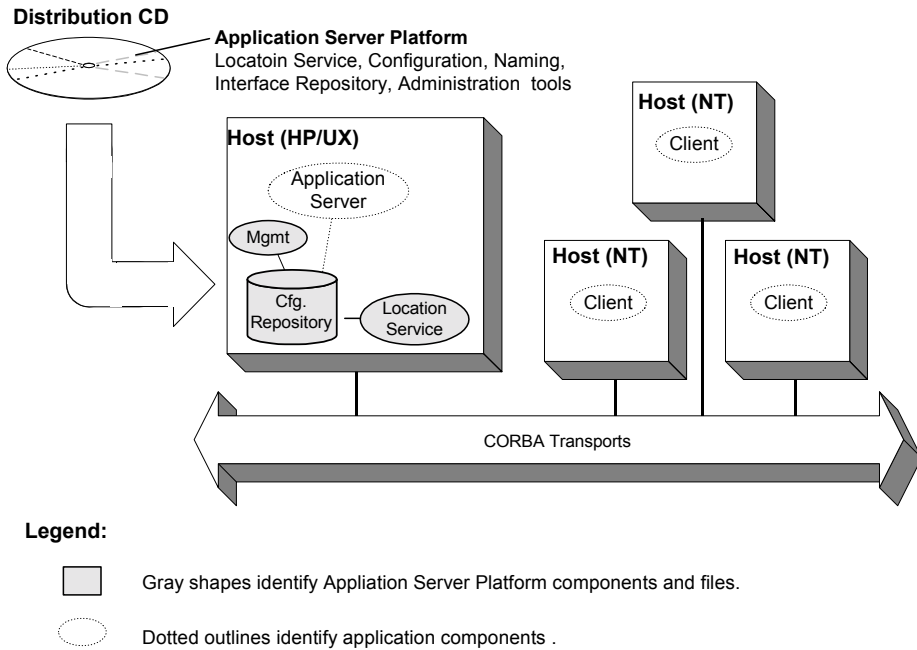 Distribution CD
Application Server Platform
Locatoin Service, Configuration, Naming,
Interface Repository, Administration tools
Host (HP/UX)
Application
Server
Mgmt
Cfg.
Repository
Location
Service
Host (NT)
Client
Host (NT)
Client
Host (NT)
Client
CORBA Transports
Legend:
Gray shapes identify Appliation Server Platform components and files.
Dotted outlines identify application components .